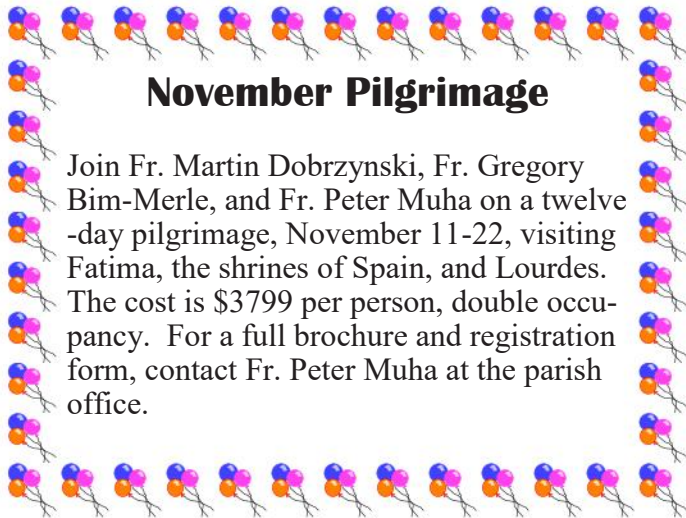 November Pilgrimage
Join Fr. Martin Dobrzynski, Fr. Gregory
Bim-Merle, and Fr. Peter Muha on a twelve
-day pilgrimage, November 11-22, visiting
Fatima, the shrines of Spain, and Lourdes.
The cost is $3799 per person, double occu-
pancy.  For a full brochure and registration
form, contact Fr. Peter Muha at the parish
office.